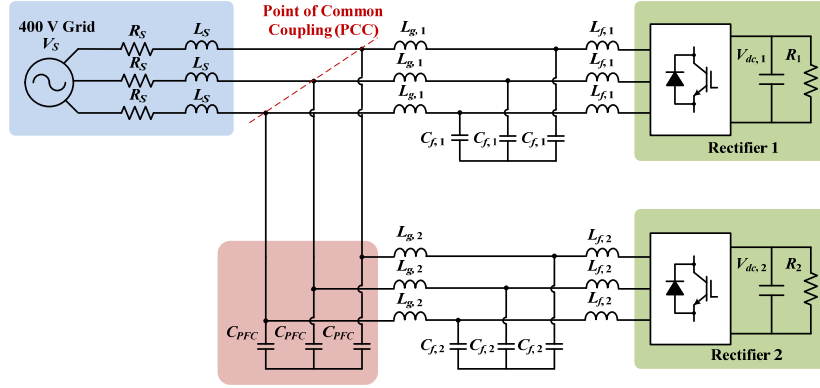 400 V Grid
V_S
R_S
L_S
R_S
L_S
R_S
L_S
Point of Common
Coupling (PCC)
L_g, 1
L_g, 1
L_g, 1
C_f, 1
C_f, 1
C_f, 1
L_f, 1
L_f, 1
L_f, 1
V_dc, 1
R_1
Rectifier 1
C_PFC
C_PFC
C_PFC
L_g, 2
L_g, 2
L_g, 2
C_f, 2
C_f, 2
C_f, 2
L_f, 2
L_f, 2
L_f, 2
V_dc, 2
R_2
Rectifier 2